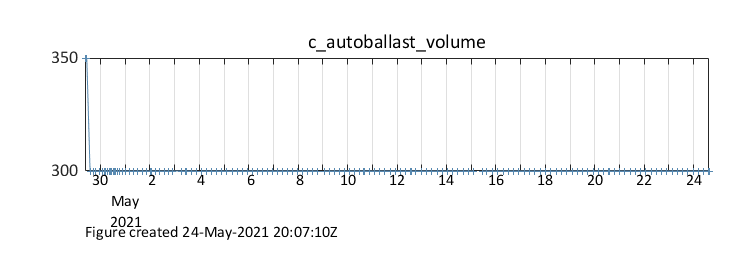 c_autoballast_volume
350
300
30 2 4 6 8 10 12 14 16 18 20 22 24
May
2021
Figure created 24-May-2021 20:07:10Z